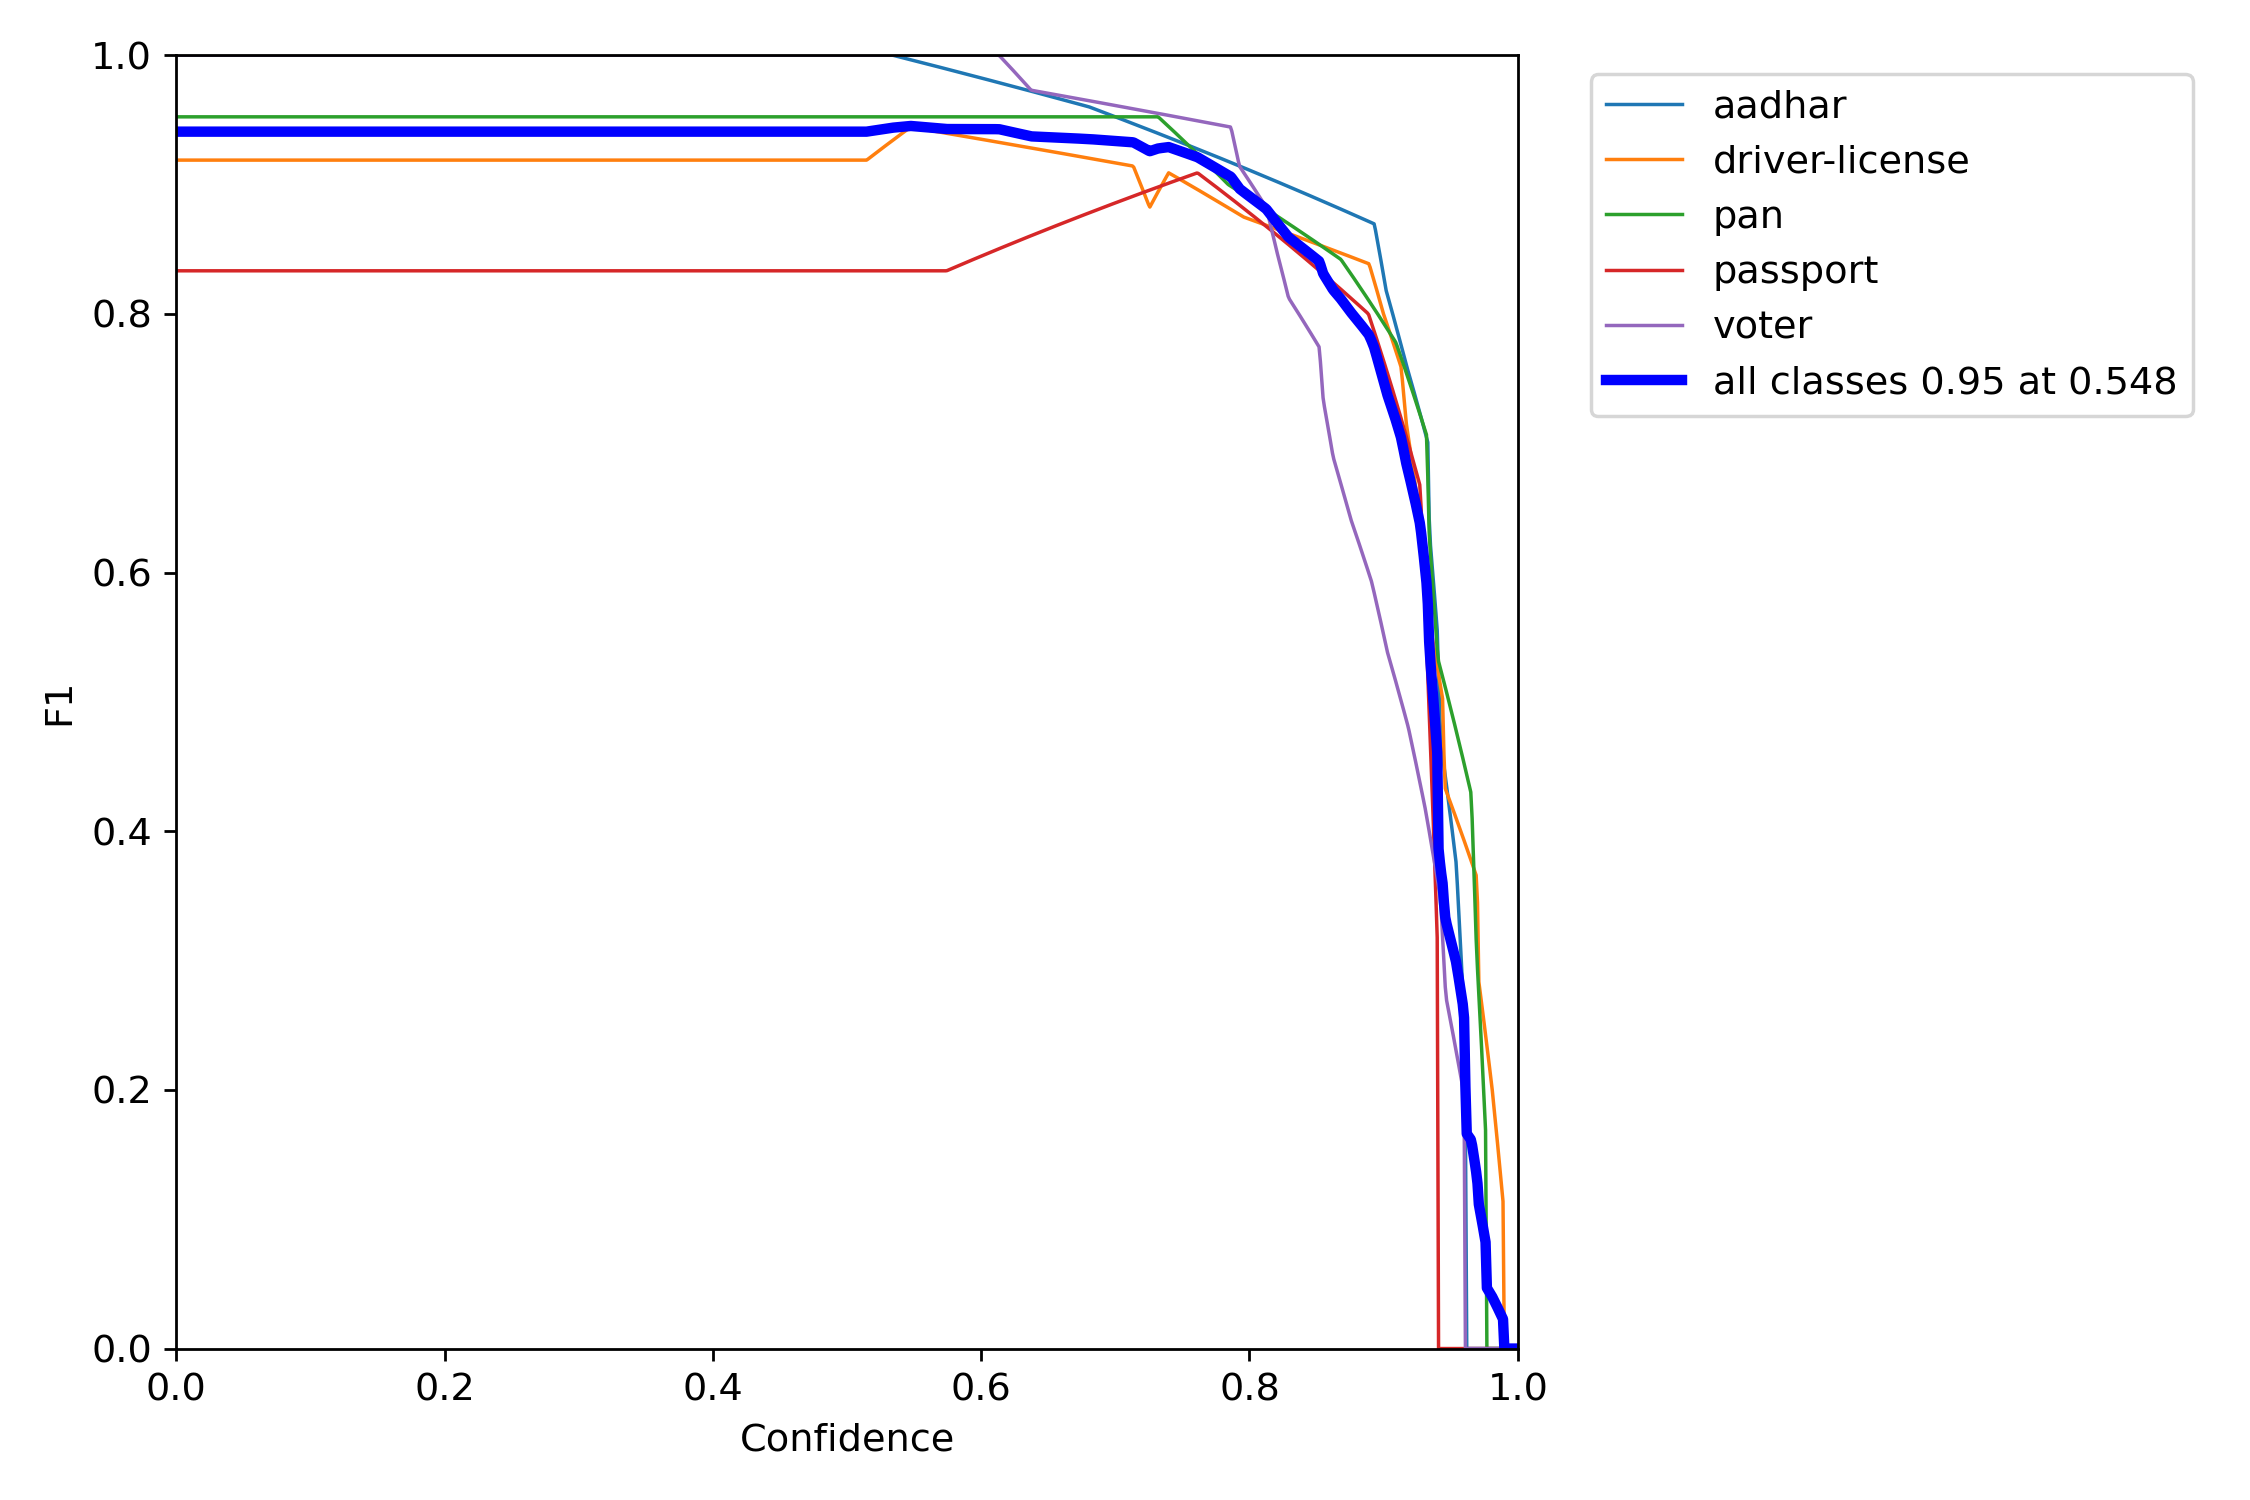 1.0
0.8
0.6
0.4
0.2
0.0
F1
0.0 0.2 0.4 0.6 0.8 1.0
Confidence
aadhar
driver-license
pan
passport
voter
all classes 0.95 at 0.548